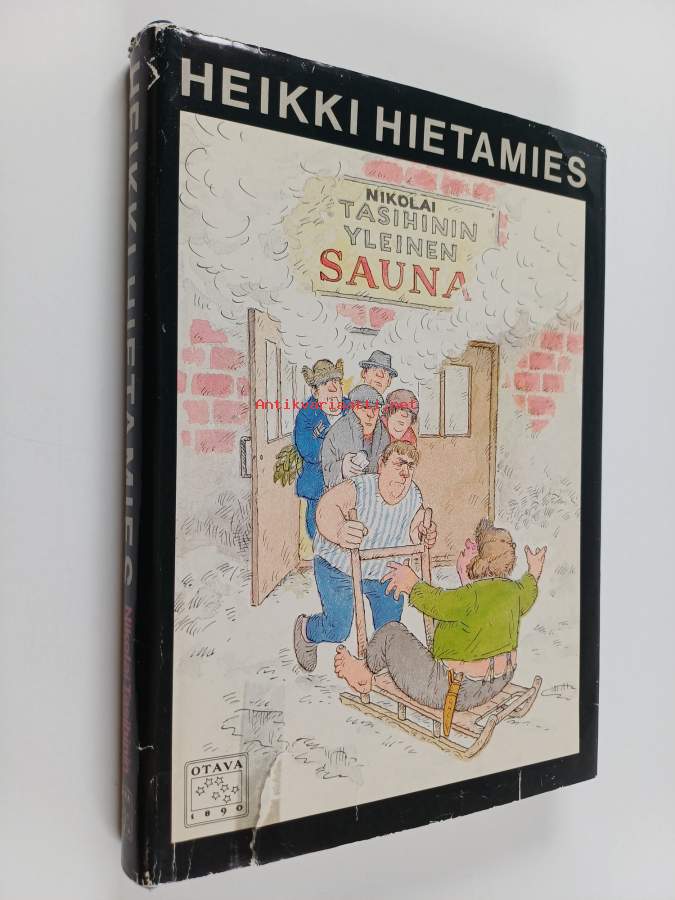 HEIKKI HIETAMIES
NIKOLAI
TASIHININ
YLEINEN
SAUNA
Antikvariaatti.net
OTAVA
1890
HEIKKI HIETAMIES